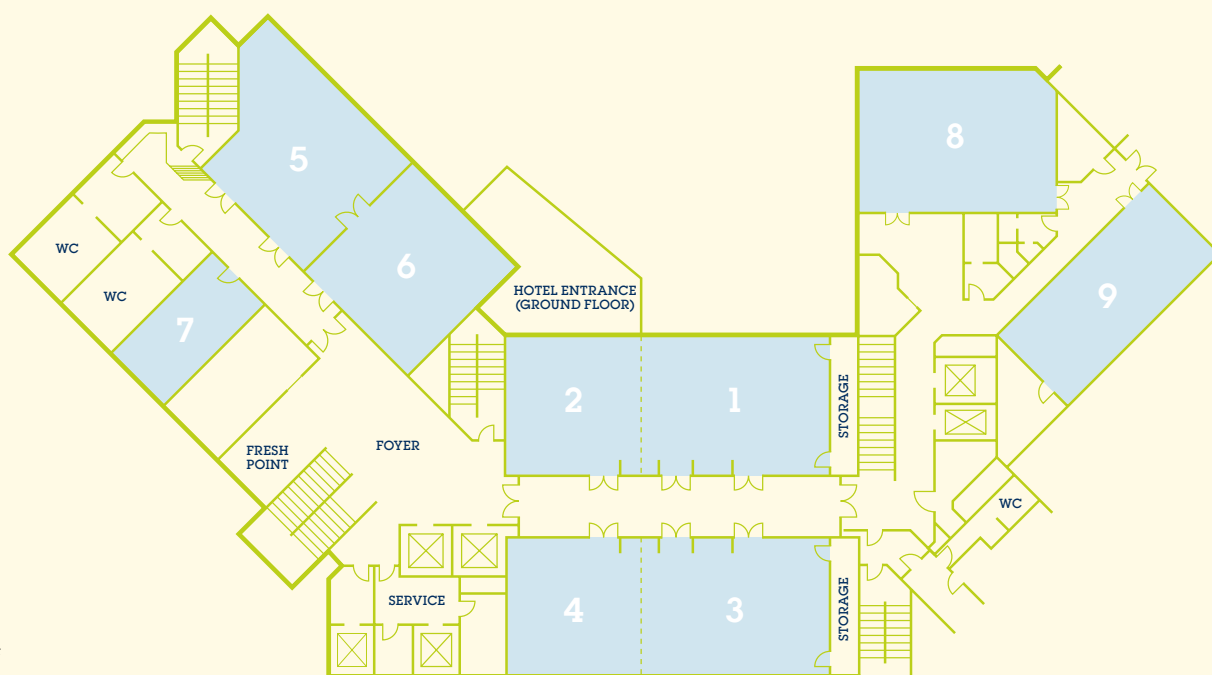 8
5
WC
6
HOTEL ENTRANCE
(GROUND FLOOR)
9
WC
7
2
1
STORAGE
FRESH
POINT
FOYER
WC
SERVICE
4
3
STORAGE